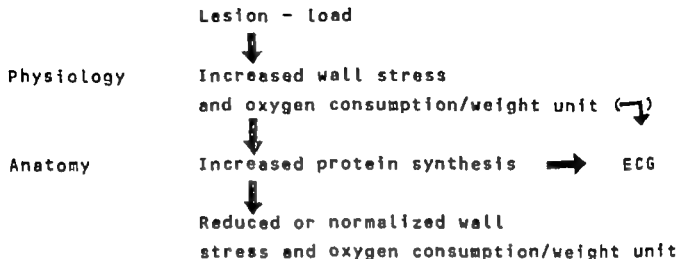 Lesion - load
Physiology Increased wall stress
and oxygen consumption/weight unit ( )
Anatomy Increased protein synthesis ECG
Reduced or normalized wall
stress and oxygen consumption/weight unit